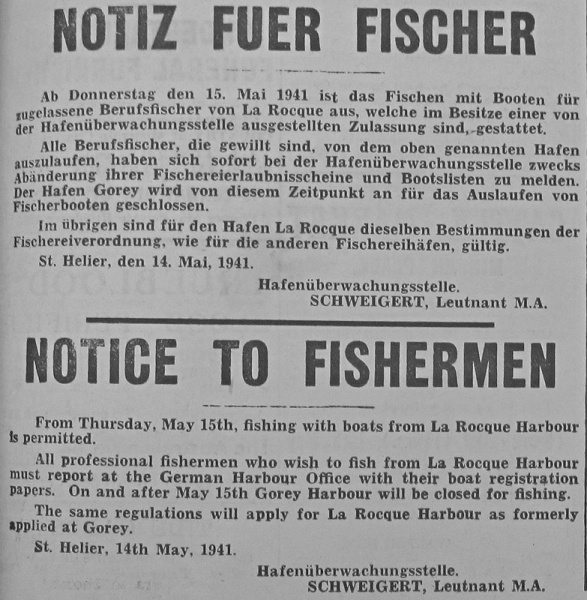 NOTIZ FUER FISCHER
Ab Donnerstag den 15. Mai 1941 ist das Fischen mit Booten für
zugelassene Berufsfischer von La Rocque aus, welche im Besitze einer von
der Hafenüberwachungsstelle ausgestellten Zulassung sind, gestattet.
Alle Berufsfischer, die gewillt sind, von dem oben genannten Hafen
auszulaufen, haben sich sofort bei der Hafenüberwachungsstelle zwecks
Abänderung ihrer Fischereierlaubnisscheine und Bootslisten zu melden.
Der Hafen Gorey wird von diesem Zeitpunkt an für das Auslaufen von
Fischerbooten geschlossen.
Im übrigen sind für den Hafen La Rocque dieselben Bestimmungen der
Fischereiverordnung, wie für die anderen Fischereihäfen, gültig.
St. Helier, den 14. Mai, 1941.
Hafenüberwachungsstelle.
SCHWEIGERT, Leutnant M.A.
NOTICE TO FISHERMEN
From Thursday, May 15th, fishing with boats from La Rocque Harbour
is permitted.
All professional fishermen who wish to fish from La Rocque Harbour
must report at the German Harbour Office with their boat registration
papers. On and after May 15th Gorey Harbour will be closed for fishing.
The same regulations will apply for La Rocque Harbour as formerly
applied at Gorey.
St. Helier, 14th May, 1941.
Hafenüberwachungsstelle.
SCHWEIGERT, Leutnant M.A.